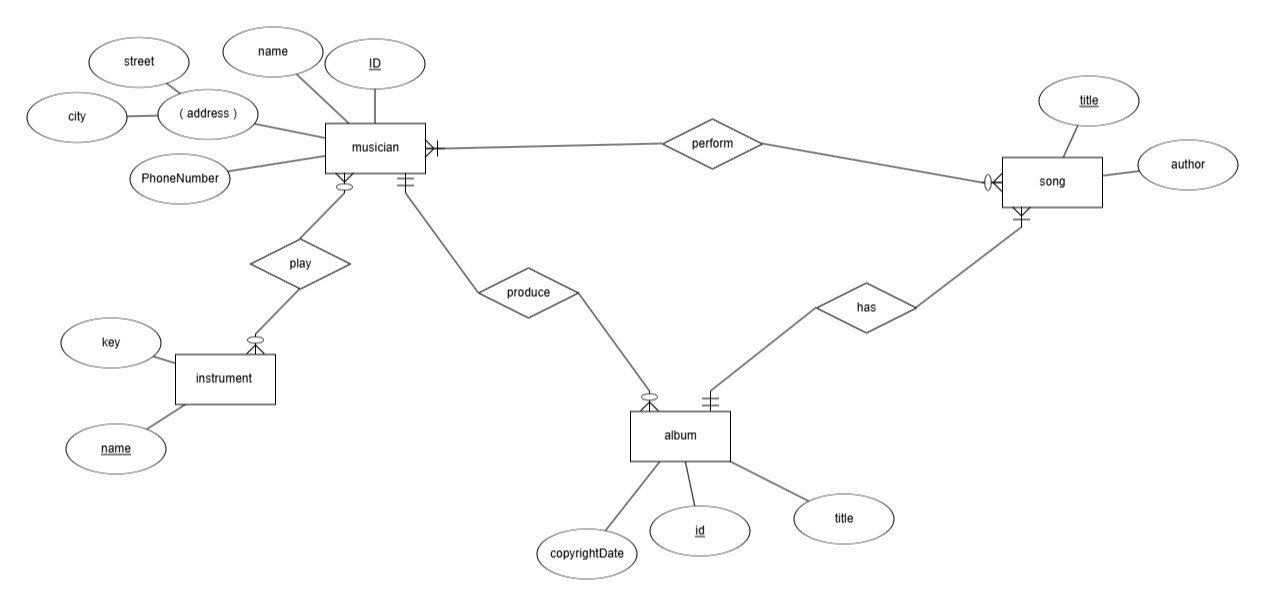 name
ID
street
( address )
city
musician
PhoneNumber
perform
title
author
song
play
produce
has
key
instrument
name
album
copyrightDate
id
title